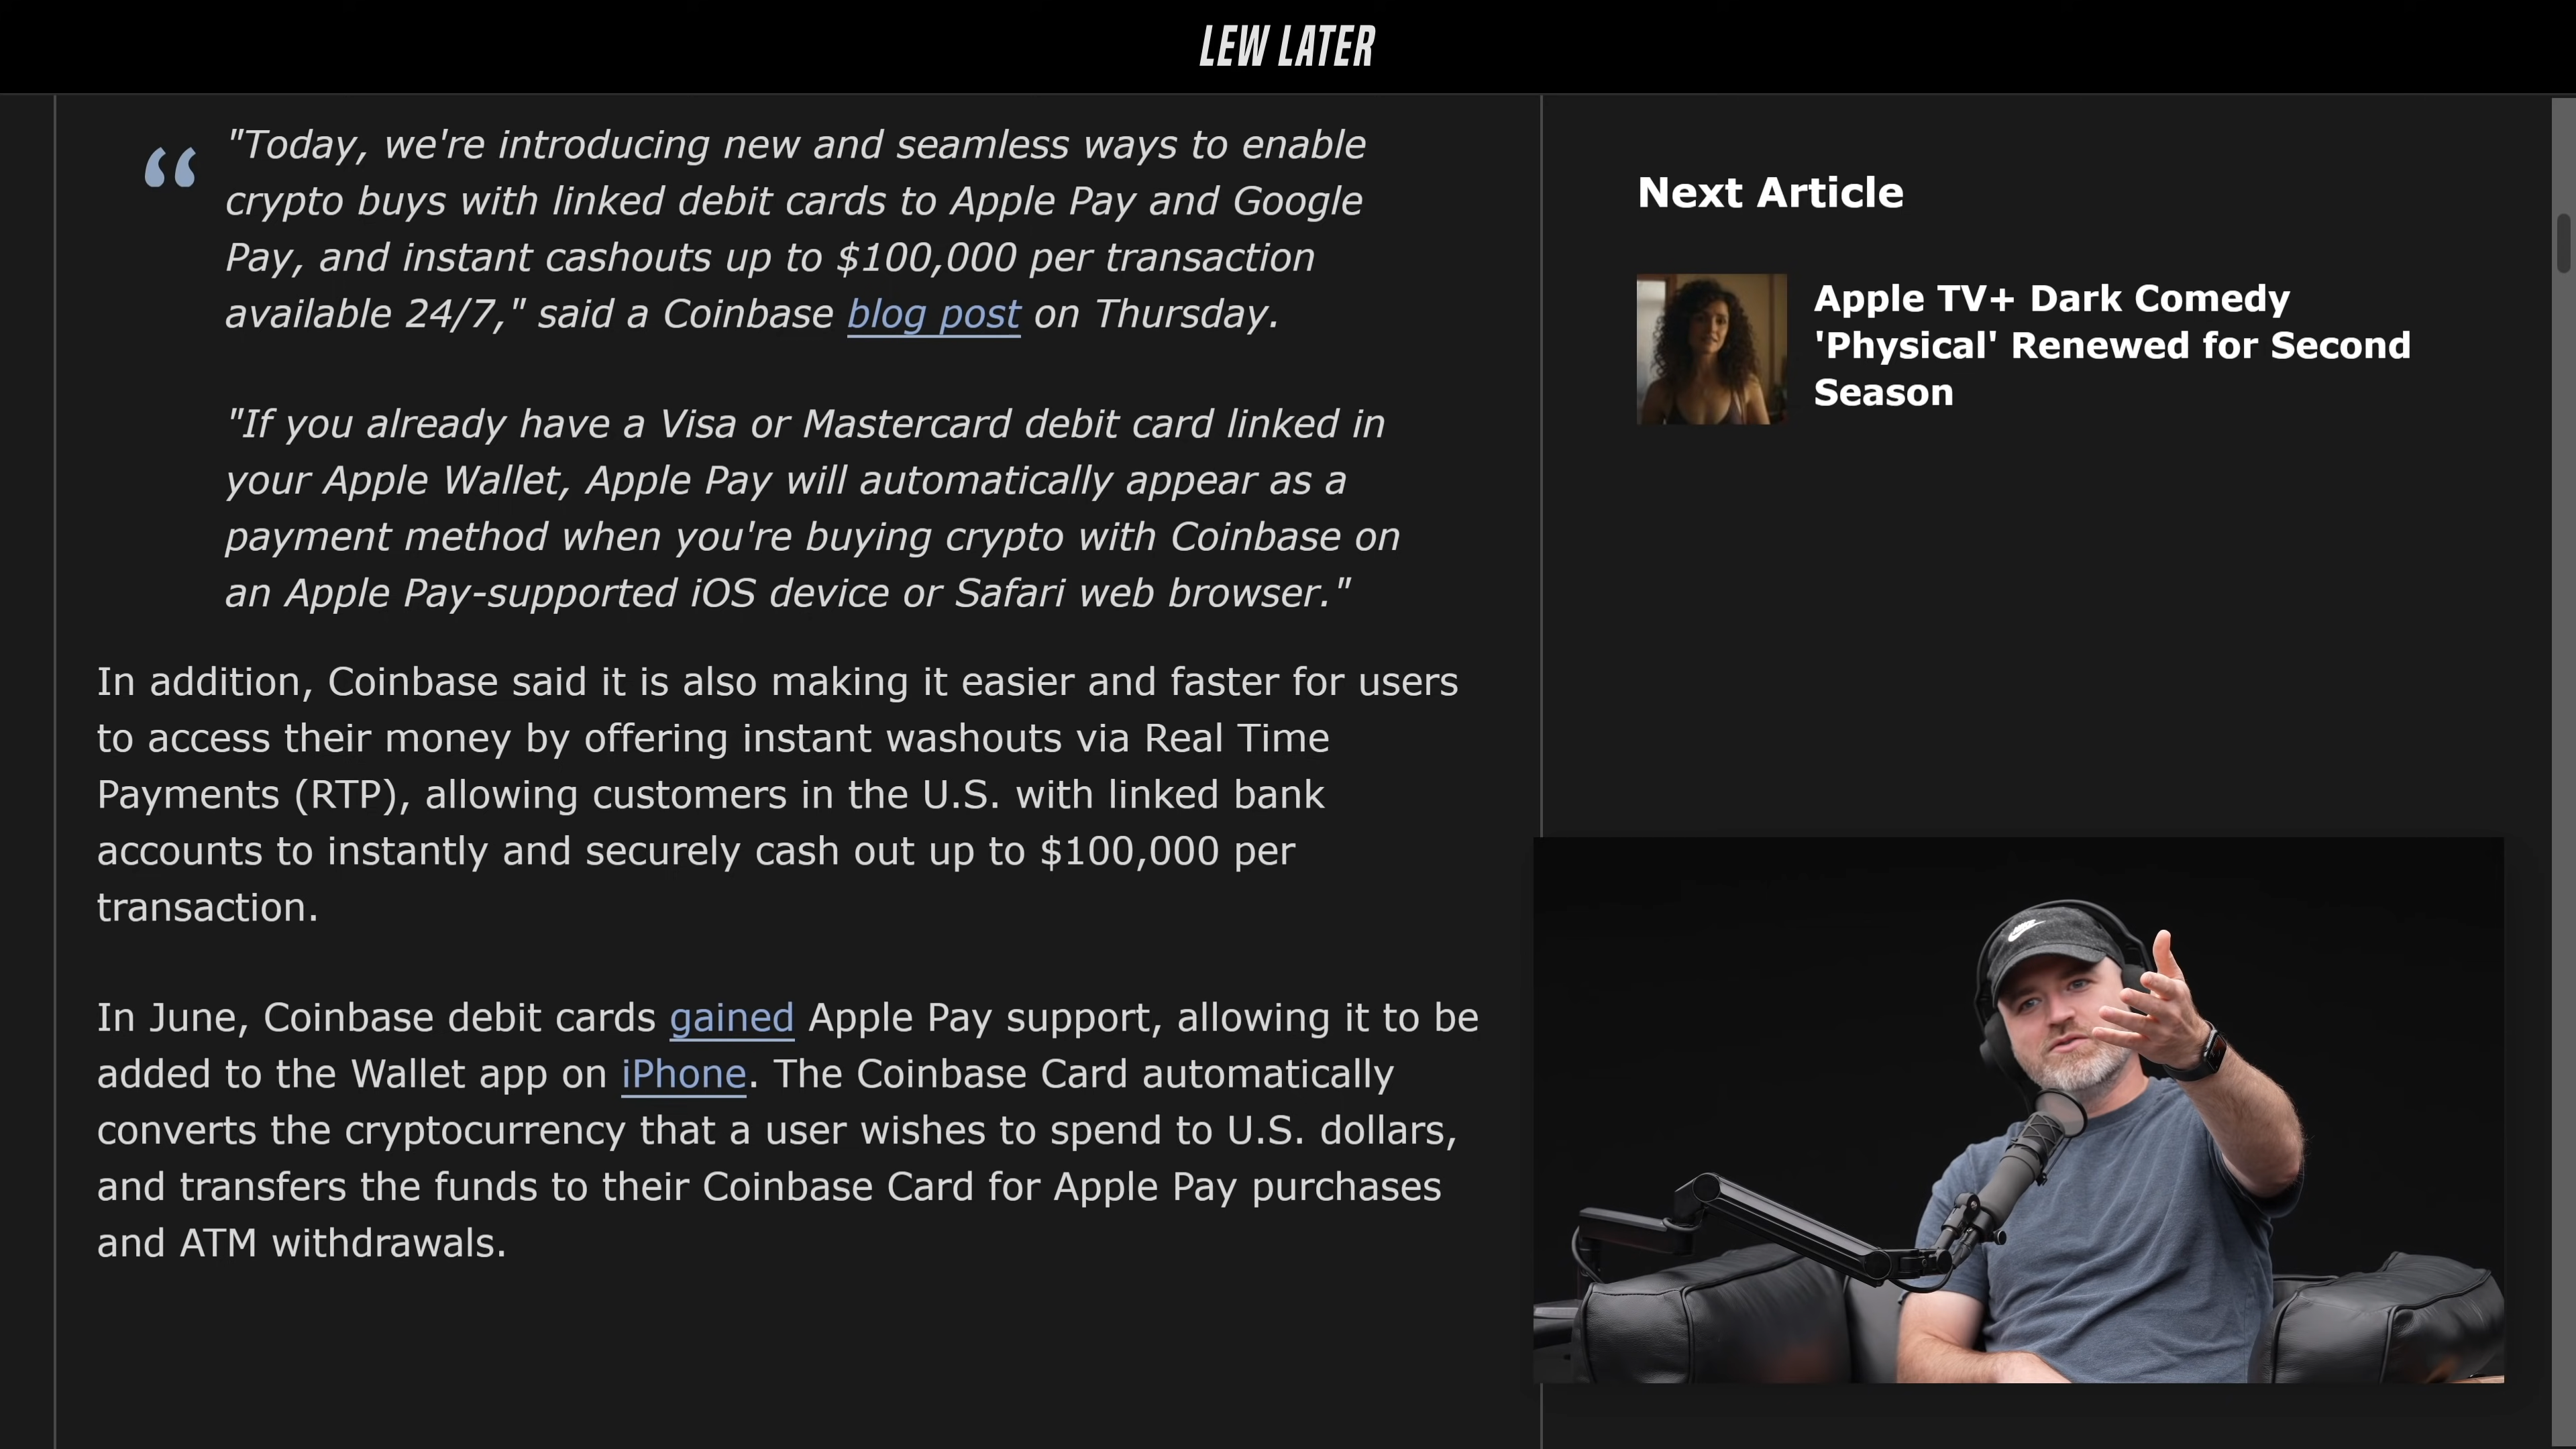 LEW LATER
"Today, we're introducing new and seamless ways to enable
crypto buys with linked debit cards to Apple Pay and Google
Pay, and instant cashouts up to $100,000 per transaction
available 24/7," said a Coinbase blog post on Thursday.
"If you already have a Visa or Mastercard debit card linked in
your Apple Wallet, Apple Pay will automatically appear as a
payment method when you're buying crypto with Coinbase on
an Apple Pay-supported iOS device or Safari web browser."
In addition, Coinbase said it is also making it easier and faster for users
to access their money by offering instant washouts via Real Time
Payments (RTP), allowing customers in the U.S. with linked bank
accounts to instantly and securely cash out up to $100,000 per
transaction.
In June, Coinbase debit cards gained Apple Pay support, allowing it to be
added to the Wallet app on iPhone. The Coinbase Card automatically
converts the cryptocurrency that a user wishes to spend to U.S. dollars,
and transfers the funds to their Coinbase Card for Apple Pay purchases
and ATM withdrawals.
Next Article
Apple TV+ Dark Comedy
'Physical' Renewed for Second
Season